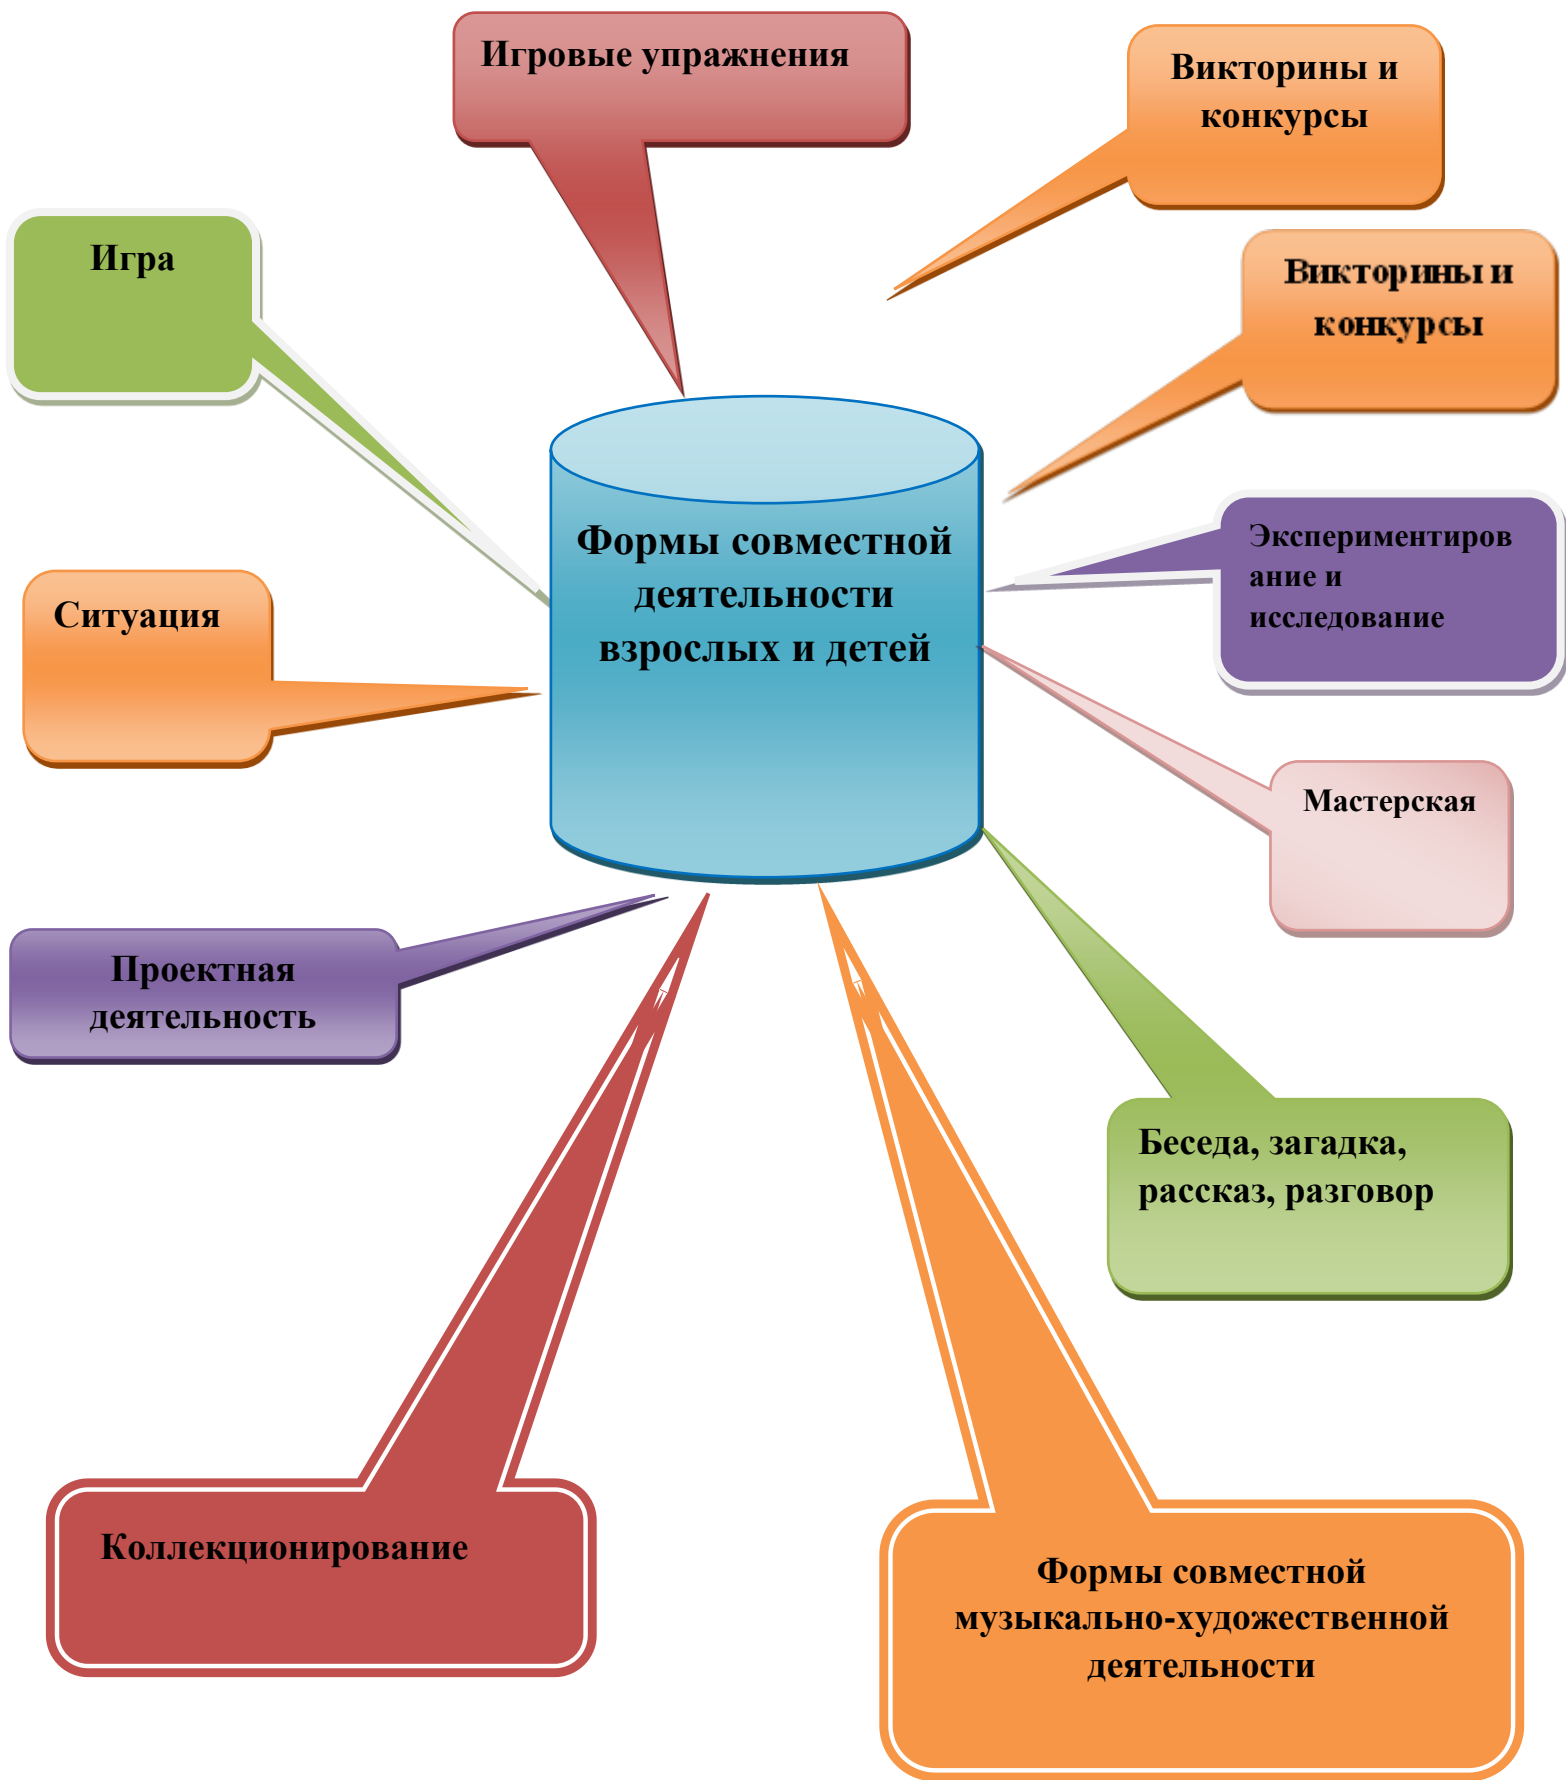 Игровые упражнения
Викторины и
конкурсы
Игра
Викторины и
конкурсы
Формы совместной
деятельности
взрослых и детей
Экспериментиров
ание и
исследование
Ситуация
Мастерская
Проектная
деятельность
Беседа, загадка,
рассказ, разговор
Коллекционирование
Формы совместной
музыкально-художественной
деятельности